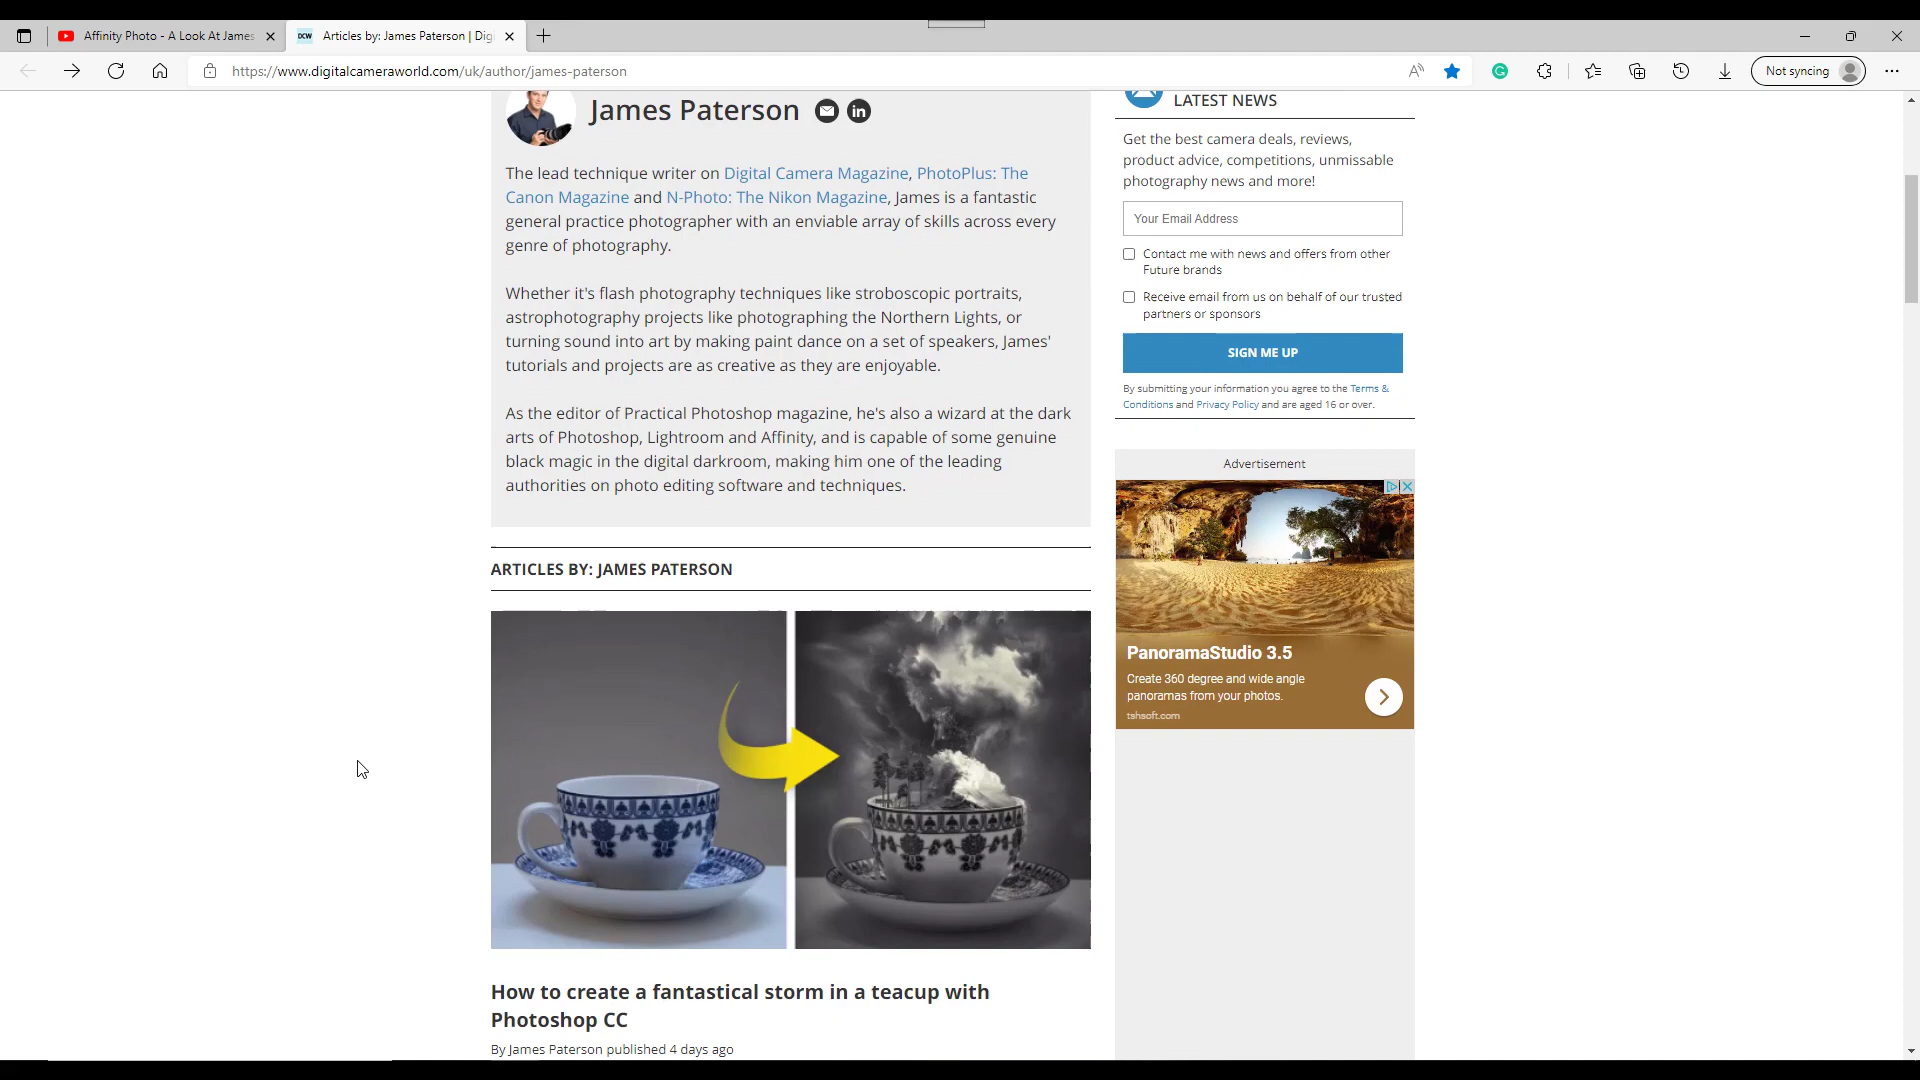 Affinity Photo - A Look At James
DCW
Articles by: James Paterson | Dig
https://www.digitalcameraworld.com/uk/author/james-paterson
Not syncing
James Paterson
in
The lead technique writer on Digital Camera Magazine, PhotoPlus: The
Canon Magazine and N-Photo: The Nikon Magazine, James is a fantastic
general practice photographer with an enviable array of skills across every
genre of photography.
Whether it's flash photography techniques like stroboscopic portraits,
astrophotography projects like photographing the Northern Lights, or
turning sound into art by making paint dance on a set of speakers, James'
tutorials and projects are as creative as they are enjoyable.
As the editor of Practical Photoshop magazine, he's also a wizard at the dark
arts of Photoshop, Lightroom and Affinity, and is capable of some genuine
black magic in the digital darkroom, making him one of the leading
authorities on photo editing software and techniques.
ARTICLES BY: JAMES PATERSON
How to create a fantastical storm in a teacup with
Photoshop CC
By James Paterson published 4 days ago
LATEST NEWS
Get the best camera deals, reviews,
product advice, competitions, unmissable
photography news and more!
Your Email Address
Contact me with news and offers from other
Future brands
Receive email from us on behalf of our trusted
partners or sponsors
SIGN ME UP
By submitting your information you agree to the Terms &
Conditions and Privacy Policy and are aged 16 or over.
Advertisement
PanoramaStudio 3.5
Create 360 degree and wide angle
panoramas from your photos.
tshsoft.com